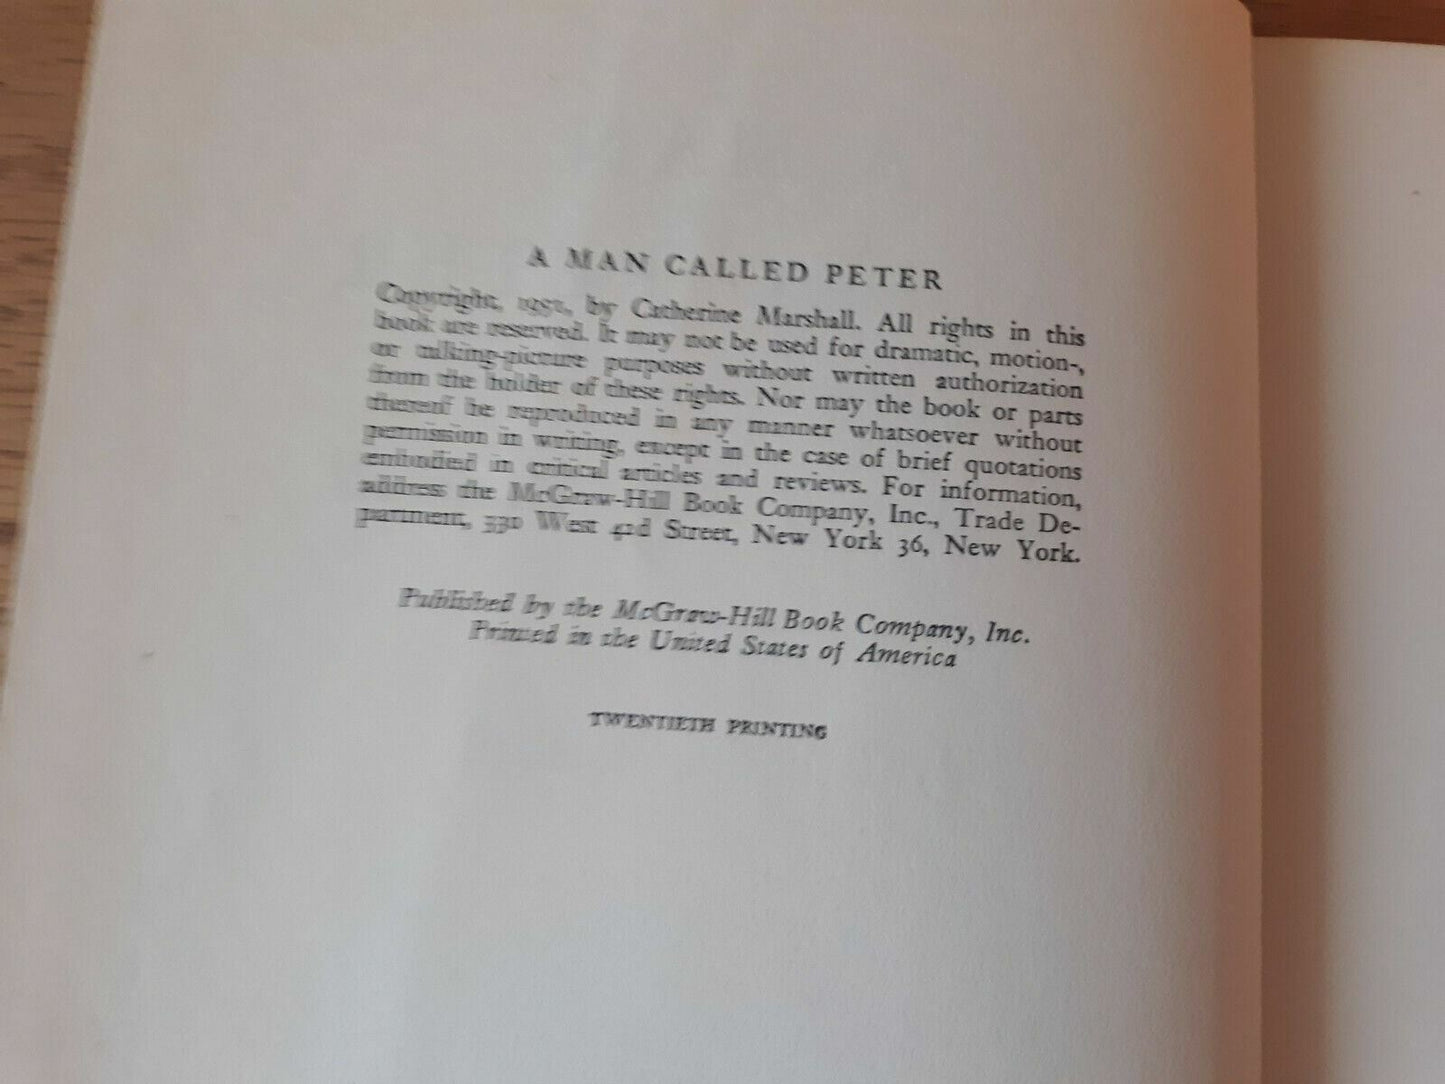 A MAN CALLED PETER
Copyright, 1951, by Catherine Marshall. All rights in this
book are reserved. It may not be used for dramatic, motion-,
or talking-picture purposes without written authorization
from the holder of these rights. Nor may the book or parts
thereof be reproduced in any manner whatsoever without
permission in writing, except in the case of brief quotations
embodied in critical articles and reviews. For information,
address the McGraw-Hill Book Company, Inc., Trade De-
partment, 330 West 42d Street, New York 36, New York.
Published by the McGraw-Hill Book Company, Inc.
Printed in the United States of America
TWENTIETH PRINTING